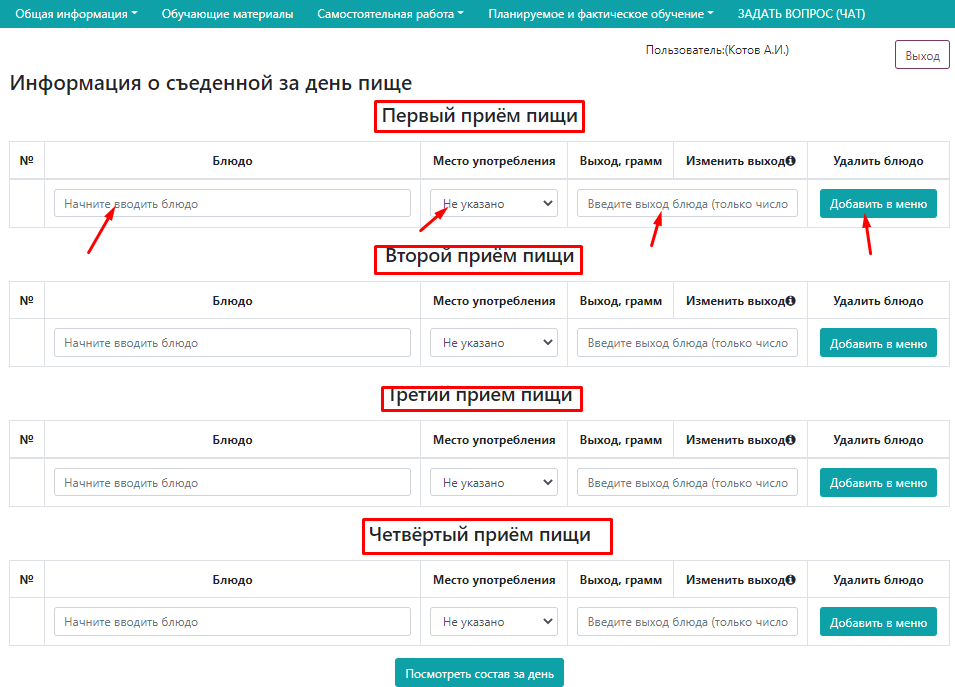 Общая информация Обучающие материалы Самостоятельная работа Планируемое и фактическое обучение ЗАДАТЬ ВОПРОС (ЧАТ)
Пользователь:(Котов А.И.)
Выход
Информация о съеденной за день пище
Первый приём пищи
№ Блюдо Место употребления Выход, грамм Изменить выход Удалить блюдо
Начните вводить блюдо Не указано Введите выход блюда (только число Добавить в меню
Второй приём пищи
№ Блюдо Место употребления Выход, грамм Изменить выход Удалить блюдо
Начните вводить блюдо Не указано Введите выход блюда (только число Добавить в меню
Третий приём пищи
№ Блюдо Место употребления Выход, грамм Изменить выход Удалить блюдо
Начните вводить блюдо Не указано Введите выход блюда (только число Добавить в меню
Четвёртый приём пищи
№ Блюдо Место употребления Выход, грамм Изменить выход Удалить блюдо
Начните вводить блюдо Не указано Введите выход блюда (только число Добавить в меню
Посмотреть состав за день